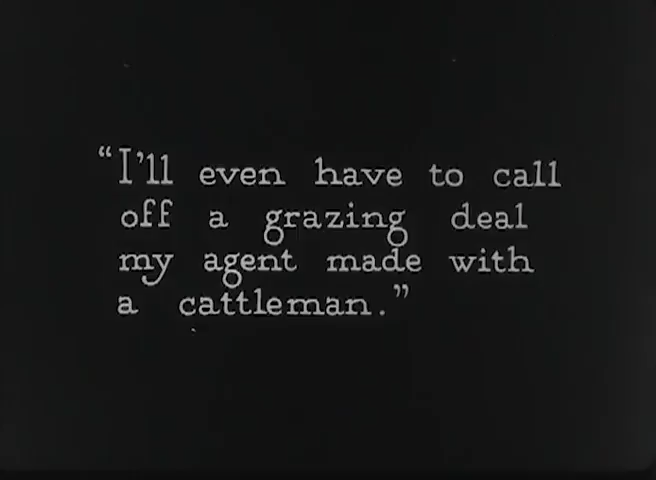 “I’ll even have to call
off a grazing deal
my agent made with
a cattleman.”